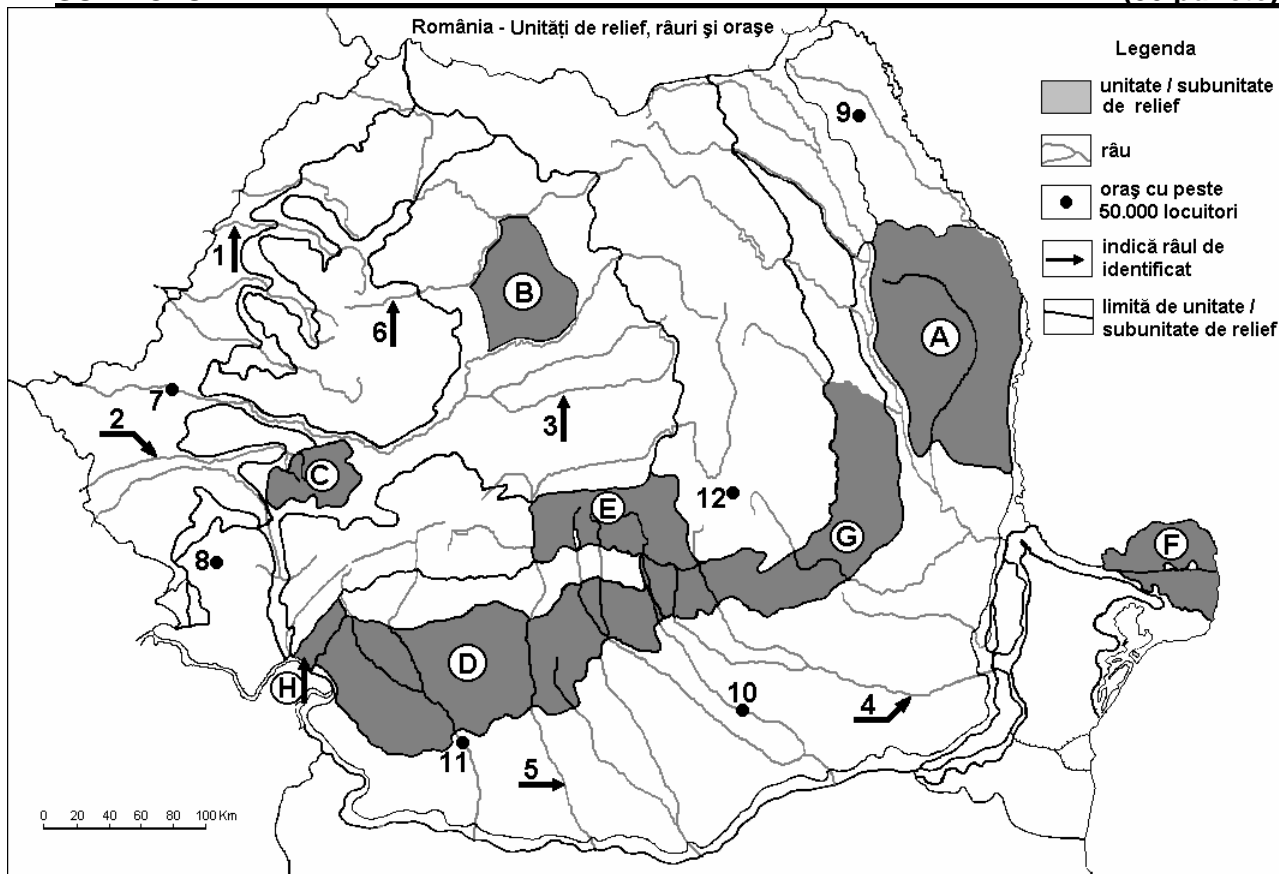 România - Unități de relief, râuri și orașe
Legenda
unitate / subunitate
de relief
râu
oraș cu peste
50.000 locuitori
indică râul de
identificat
limită de unitate /
subunitate de relief
9
1
A
B
6
7
2
3
C
E
12
G
F
8
D
H
10
4
11
5
0 20 40 60 80 100 Km